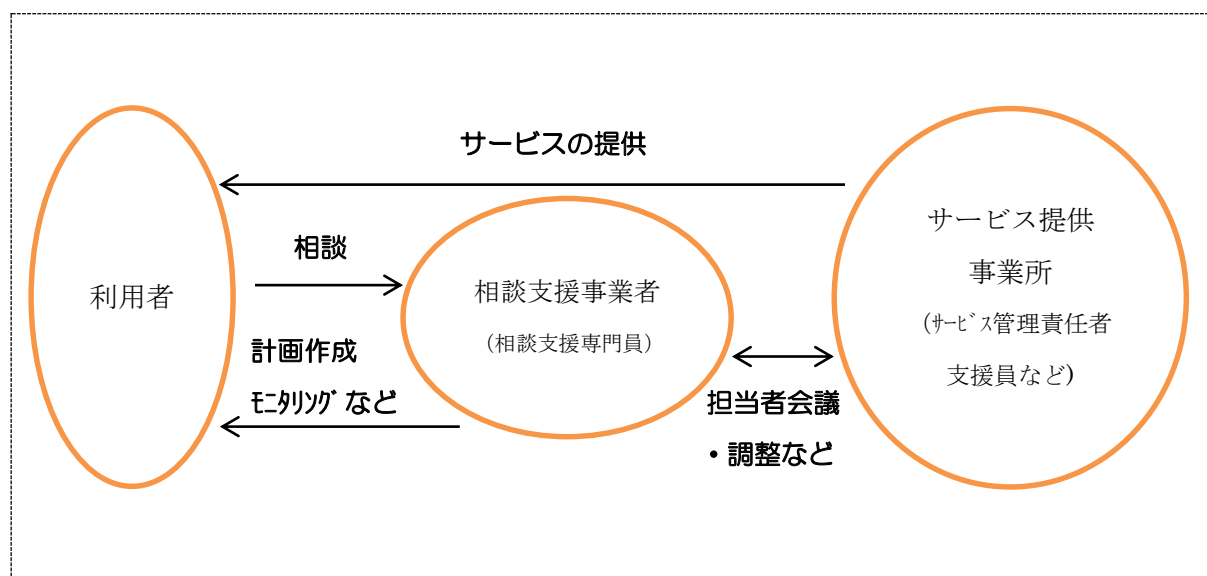 サービスの提供
利用者
相談
計画作成
ﾓﾆﾀﾘﾝｸﾞなど
相談支援事業者
（相談支援専門員）
担当者会議
・調整など
サービス提供
事業所
（ｻｰﾋﾞｽ管理責任者
支援員など)